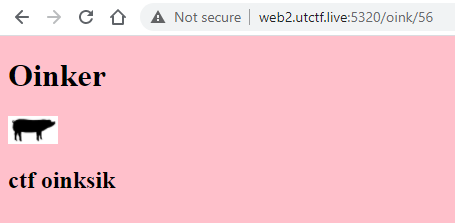 Not secure | web2.utctf.live:5320/oink/56
Oinker
ctf oinksik